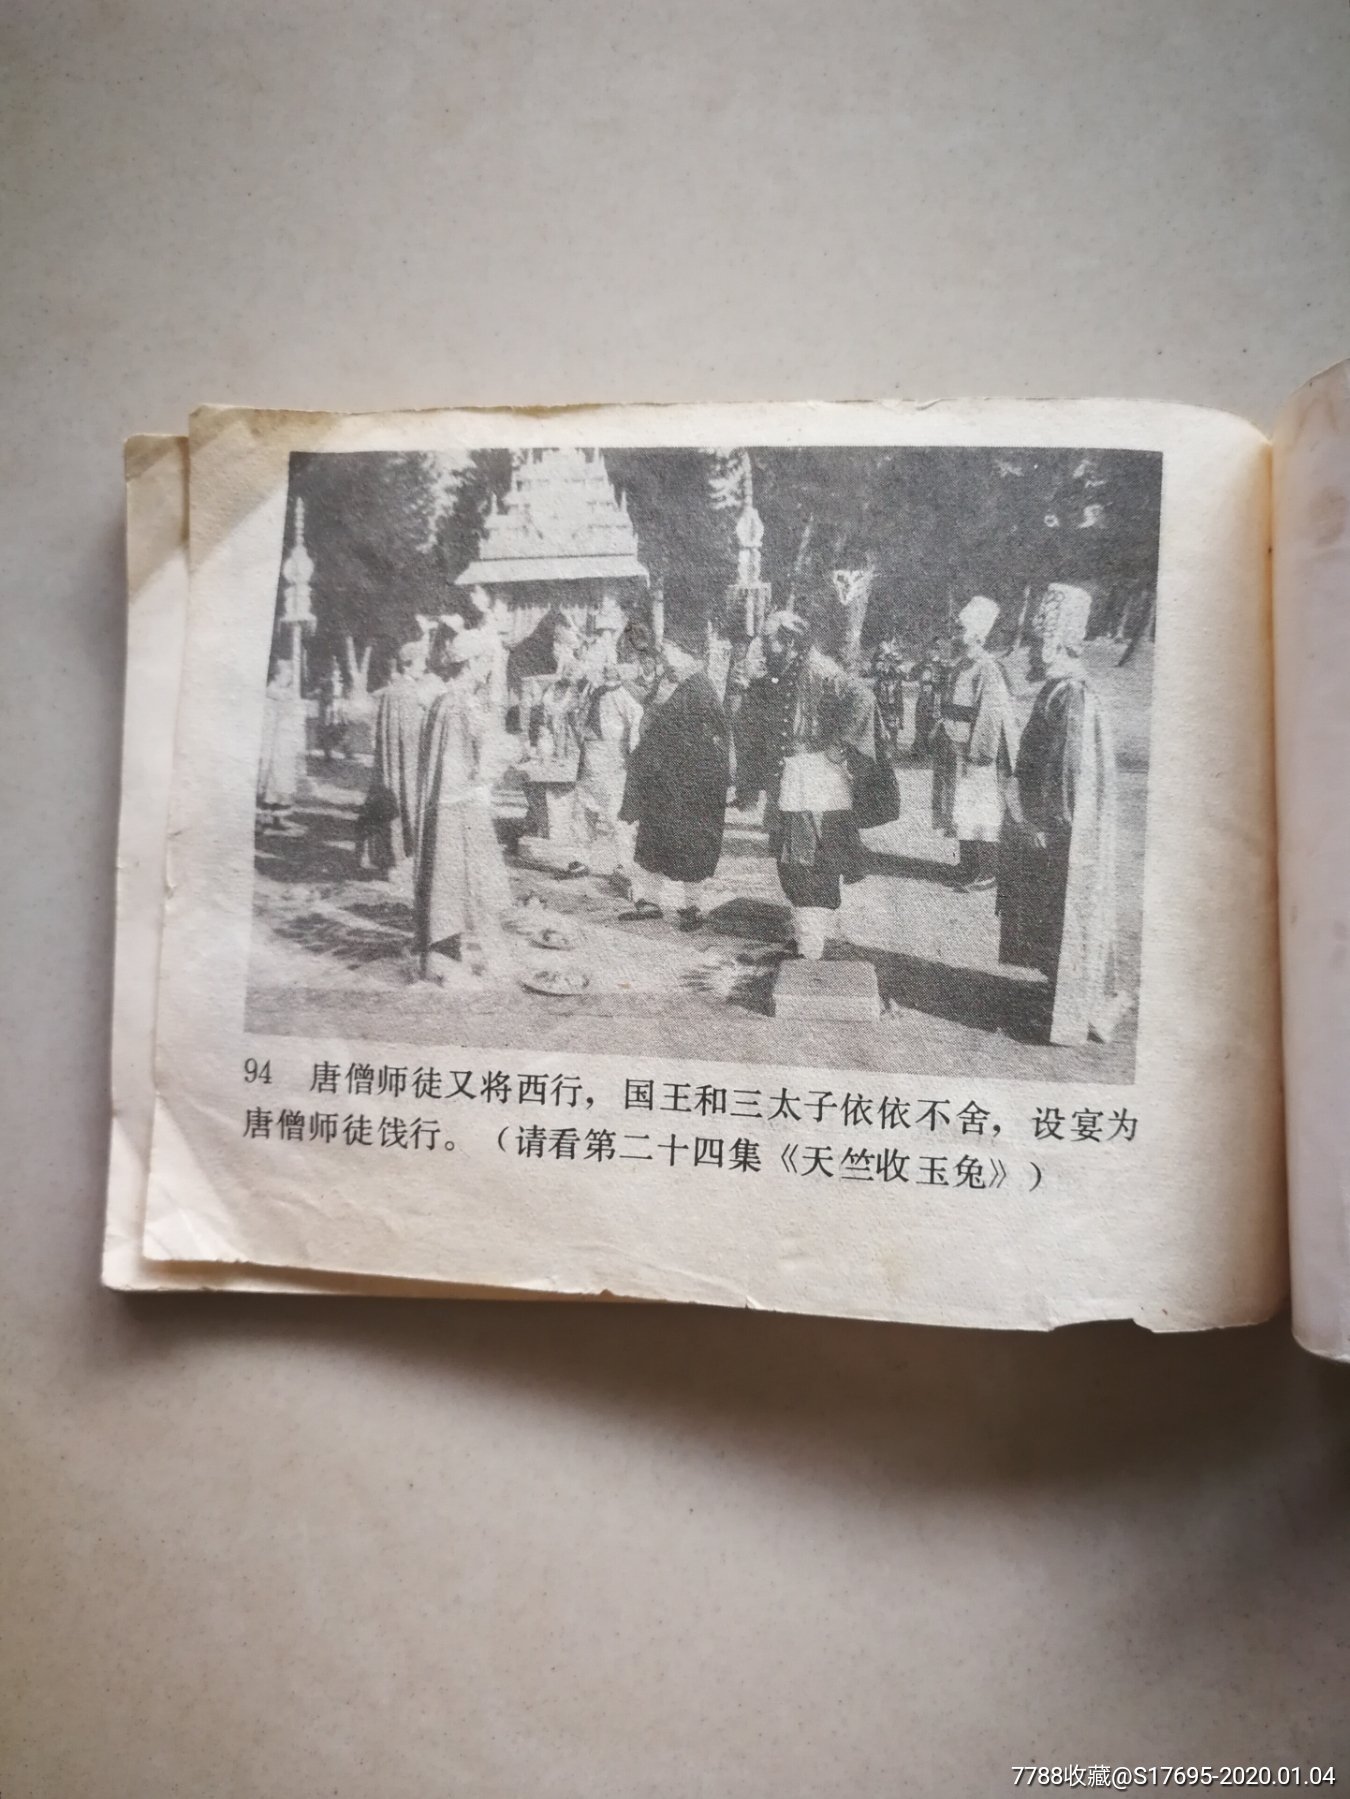 94 唐僧师徒又将西行，国王和三太子依依不舍，设宴为
唐僧师徒饯行。（请看第二十四集《天竺收玉兔》）
7788收藏@S17695-2020.01.04